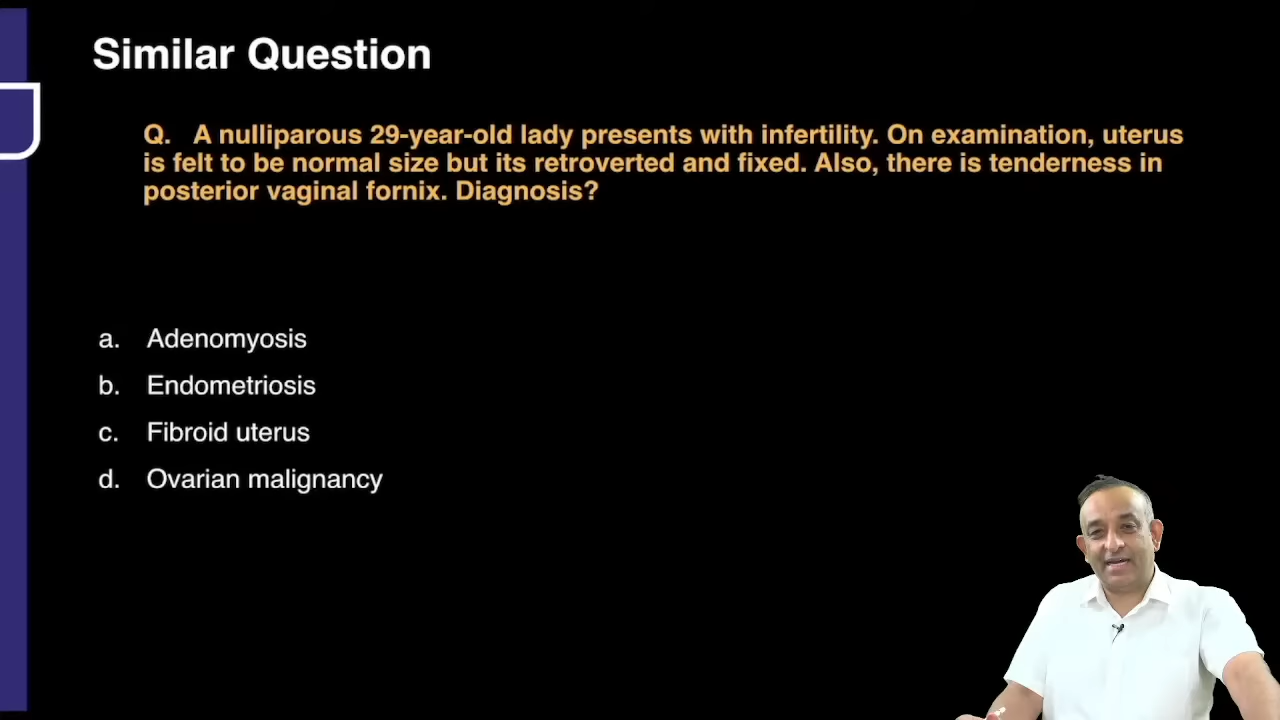 Similar Question
Q. A nulliparous 29-year-old lady presents with infertility. On examination, uterus
is felt to be normal size but its retroverted and fixed. Also, there is tenderness in
posterior vaginal fornix. Diagnosis?
a. Adenomyosis
b. Endometriosis
c. Fibroid uterus
d. Ovarian malignancy